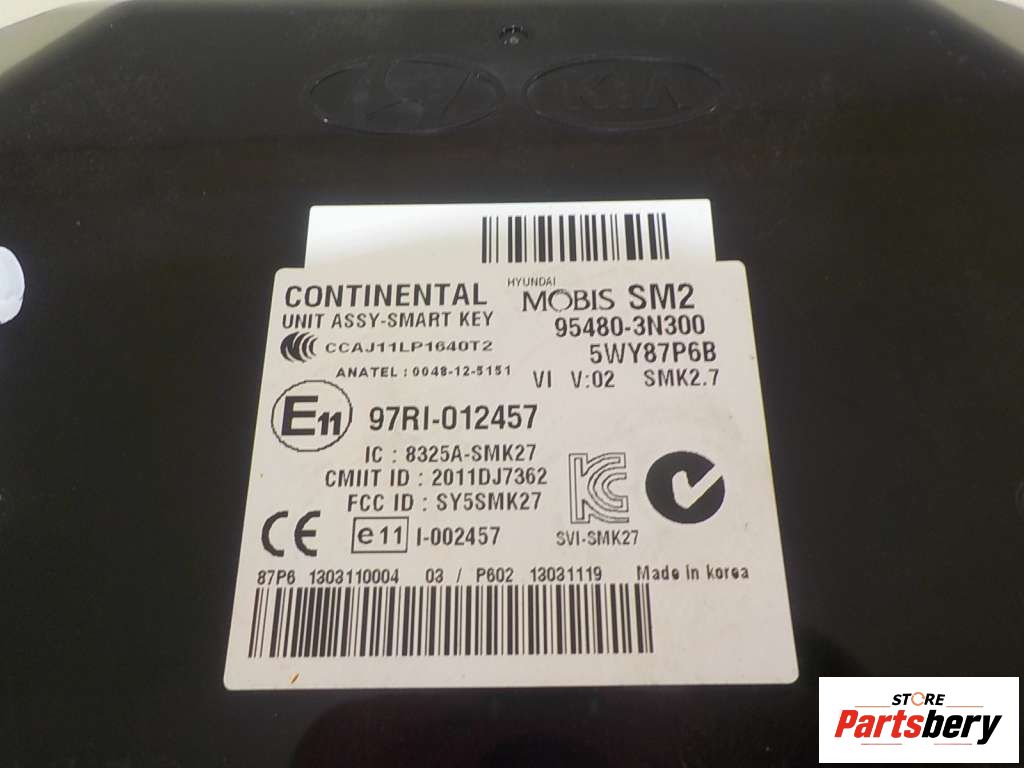 KIA
HYUNDAI
CONTINENTAL MOBIS SM2
UNIT ASSY-SMART KEY 95480-3N300
CCAJ11LP1640T2 5WY87P6B
ANATEL : 0048-12-5151 VI V:02 SMK2.7
E11 97RI-012457
IC : 8325A-SMK27
CMIIT ID : 2011DJ7362
FCC ID : SY5SMK27
CE e11 I-002457 SVI-SMK27
87P6 1303110004 03 / P602 13031119 Made in korea
STORE
Partsbery